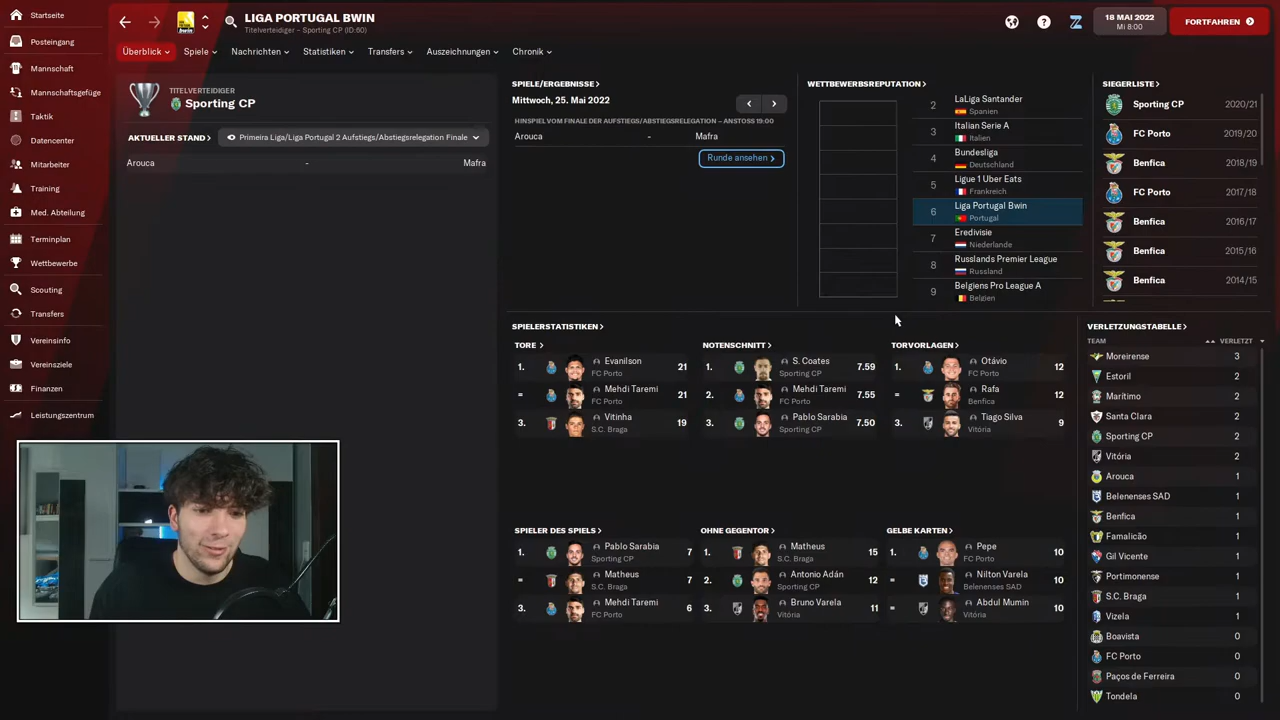 Startseite
Posteingang
Mannschaft
Mannschaftsgefüge
Taktik
Datencenter
Mitarbeiter
Training
Med. Abteilung
Terminplan
Wettbewerbe
Scouting
Transfers
Vereinsinfo
Vereinsziele
Finanzen
Leistungszentrum
LIGA PORTUGAL BWIN
Titelverteidiger – Sporting CP (ID:60)
18 MAI 2022
Mi 8:00
FORTFAHREN
Überblick
Spiele
Nachrichten
Statistiken
Transfers
Auszeichnungen
Chronik
TITELVERTEIDIGER
Sporting CP
AKTUELLER STAND
Primeira Liga/Liga Portugal 2 Aufstiegs/Abstiegsrelegation Finale
Arouca - Mafra
SPIELE/ERGEBNISSE
Mittwoch, 25. Mai 2022
HINSPIEL VOM FINALE DER AUFSTIEGS/ABSTIEGSRELEGATION – ANSTOSS 19:00
Arouca - Mafra
Runde ansehen
WETTBEWERBSREPUTATION
2 LaLiga Santander
Spanien
3 Italian Serie A
Italien
4 Bundesliga
Deutschland
5 Ligue 1 Uber Eats
Frankreich
6 Liga Portugal Bwin
Portugal
7 Eredivisie
Niederlande
8 Russlands Premier League
Russland
9 Belgiens Pro League A
Belgien
SIEGERLISTE
Sporting CP 2020/21
FC Porto 2019/20
Benfica 2018/19
FC Porto 2017/18
Benfica 2016/17
Benfica 2015/16
Benfica 2014/15
SPIELERSTATISTIKEN
TORE
1. Evanilson 21
FC Porto
= Mehdi Taremi 21
FC Porto
3. Vitinha 19
S.C. Braga
NOTENSCHNITT
1. S. Coates 7.59
Sporting CP
2. Mehdi Taremi 7.55
FC Porto
3. Pablo Sarabia 7.50
Sporting CP
TORVORLAGEN
1. Otávio 12
FC Porto
= Rafa 12
Benfica
3. Tiago Silva 9
Vitória
SPIELER DES SPIELS
1. Pablo Sarabia 7
Sporting CP
= Matheus 7
S.C. Braga
3. Mehdi Taremi 6
FC Porto
OHNE GEGENTOR
1. Matheus 15
S.C. Braga
2. Antonio Adán 12
Sporting CP
3. Bruno Varela 11
Vitória
GELBE KARTEN
1. Pepe 10
FC Porto
= Nilton Varela 10
Belenenses SAD
= Abdul Mumin 10
Vitória
VERLETZUNGSTABELLE
TEAM VERLETZT
Moreirense 3
Estoril 2
Marítimo 2
Santa Clara 2
Sporting CP 2
Vitória 2
Arouca 1
Belenenses SAD 1
Benfica 1
Famalicão 1
Gil Vicente 1
Portimonense 1
S.C. Braga 1
Vizela 1
Boavista 0
FC Porto 0
Paços de Ferreira 0
Tondela 0